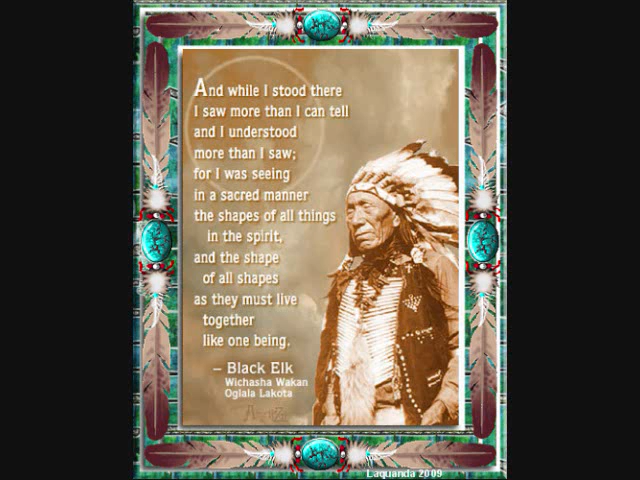 And while I stood there
I saw more than I can tell
and I understood
more than I saw;
for I was seeing
in a sacred manner
the shapes of all things
in the spirit,
and the shape
of all shapes
as they must live
together
like one being.
– Black Elk
Wichasha Wakan
Oglala Lakota
Laquanda 2009